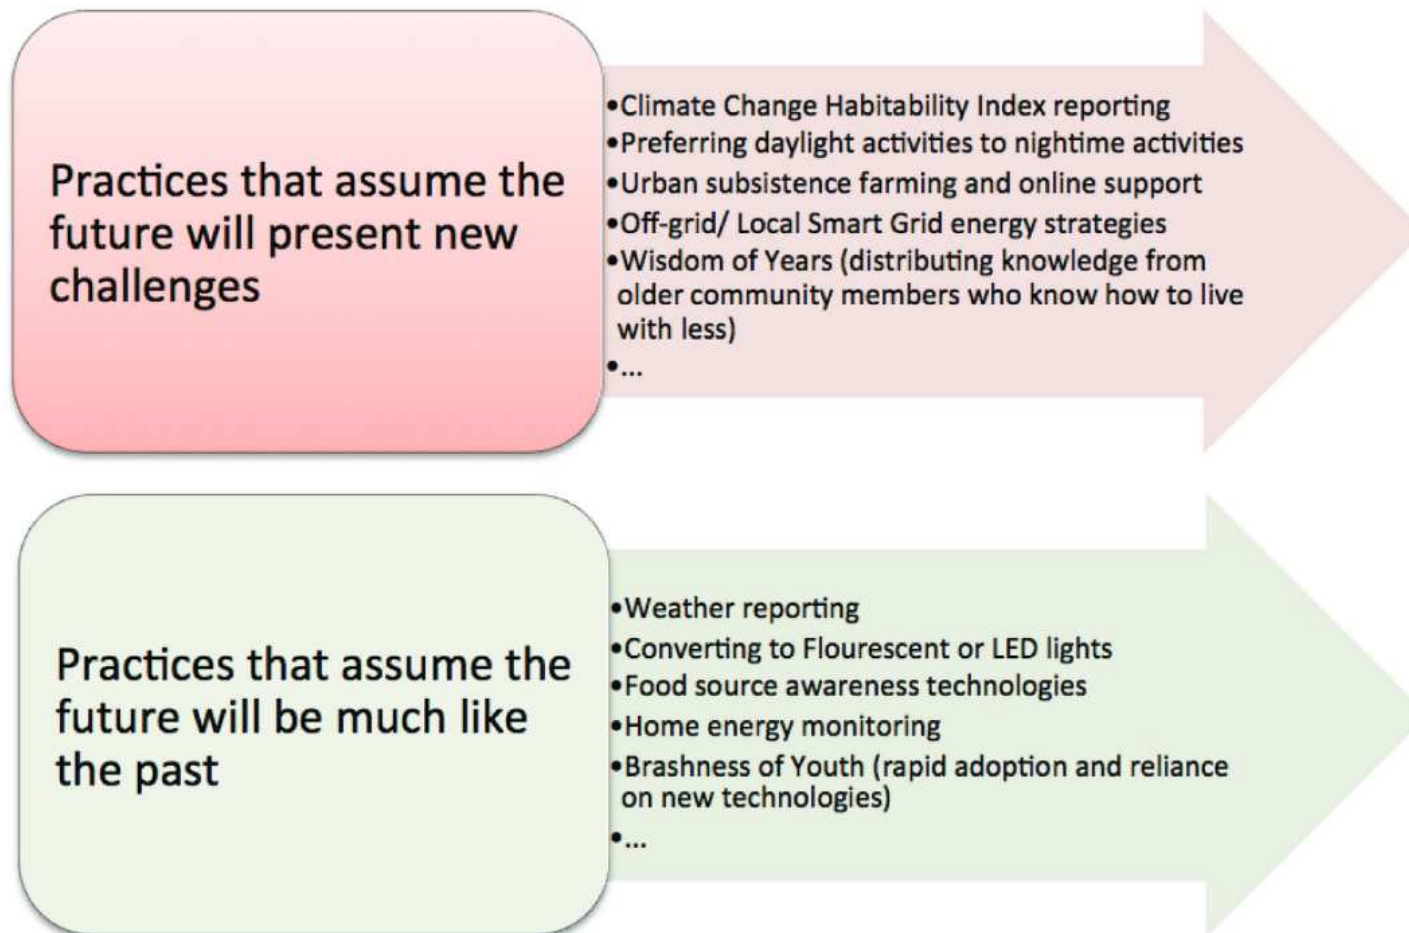 Practices that assume the
future will present new
challenges
•Climate Change Habitability Index reporting
•Preferring daylight activities to nightime activities
•Urban subsistence farming and online support
•Off-grid/ Local Smart Grid energy strategies
•Wisdom of Years (distributing knowledge from
older community members who know how to live
with less)
•...
Practices that assume the
future will be much like
the past
•Weather reporting
•Converting to Flourescent or LED lights
•Food source awareness technologies
•Home energy monitoring
•Brashness of Youth (rapid adoption and reliance
on new technologies)
•...